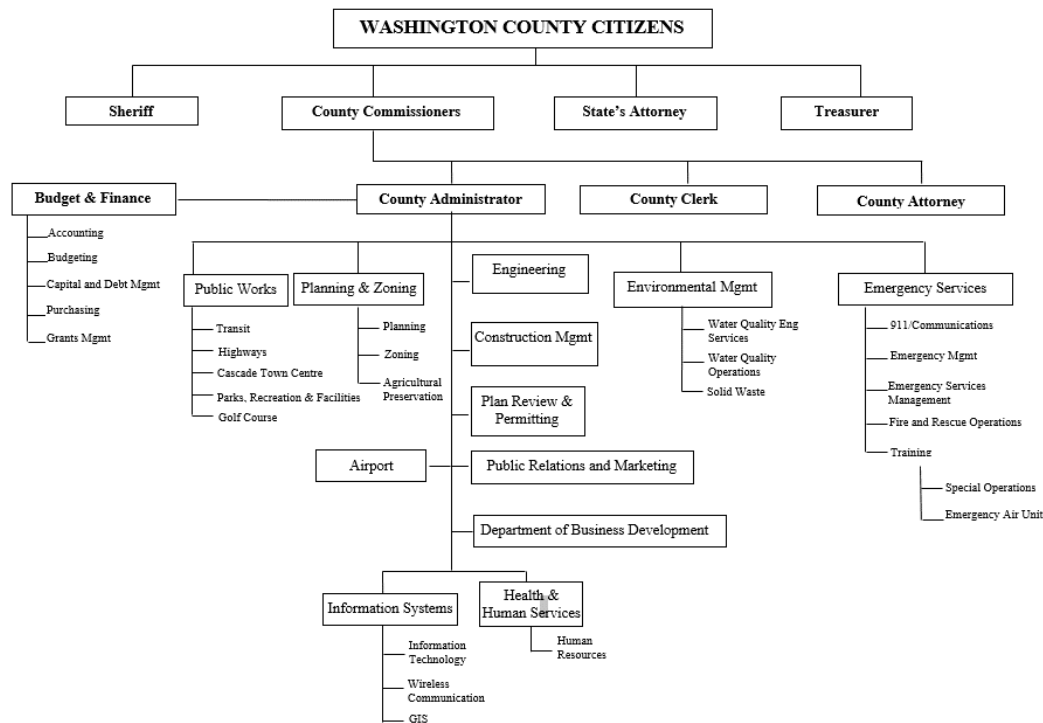 WASHINGTON COUNTY CITIZENS
Sheriff
County Commissioners
State's Attorney
Treasurer
Budget & Finance
County Administrator
County Clerk
County Attorney
Accounting
Budgeting
Capital and Debt Mgmt
Purchasing
Grants Mgmt
Public Works
Transit
Highways
Cascade Town Centre
Parks, Recreation & Facilities
Golf Course
Planning & Zoning
Planning
Zoning
Agricultural
Preservation
Engineering
Construction Mgmt
Plan Review &
Permitting
Airport
Public Relations and Marketing
Department of Business Development
Environmental Mgmt
Water Quality Eng
Services
Water Quality
Operations
Solid Waste
Emergency Services
911/Communications
Emergency Mgmt
Emergency Services
Management
Fire and Rescue Operations
Training
Special Operations
Emergency Air Unit
Information Systems
Information
Technology
Wireless
Communication
GIS
Health &
Human Services
Human
Resources